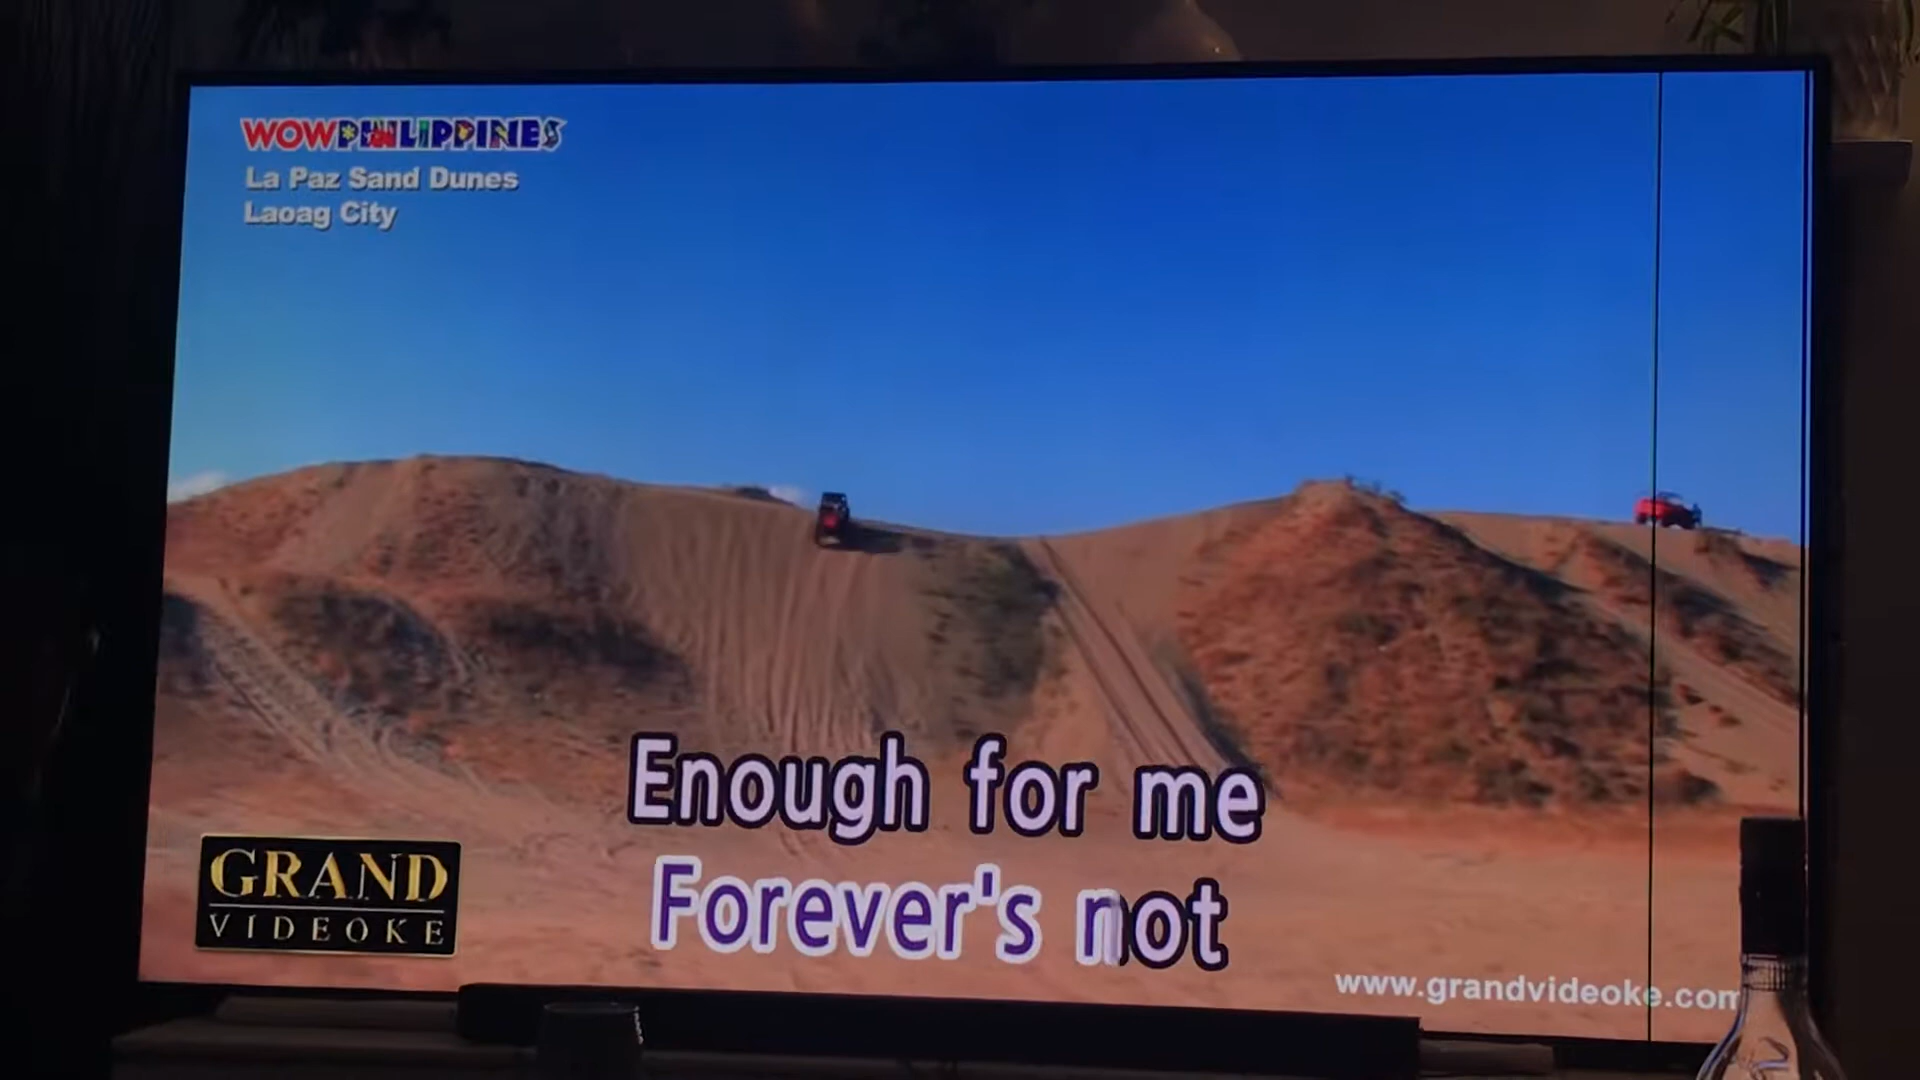 WOWPHILIPPINES
La Paz Sand Dunes
Laoag City
Enough for me
Forever's not
GRAND
VIDEOKE
www.grandvideoke.com